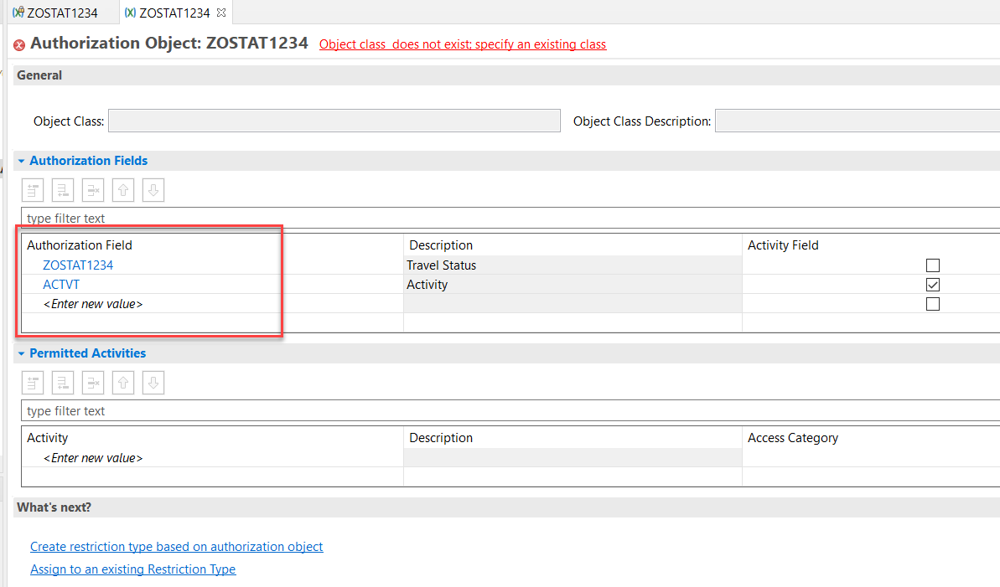 ZOSTAT1234 ZOSTAT1234
Authorization Object: ZOSTAT1234 Object class  does not exist; specify an existing class
General
Object Class: Object Class Description:
Authorization Fields
type filter text
Authorization Field Description Activity Field
ZOSTAT1234 Travel Status
ACTVT Activity
<Enter new value>
Permitted Activities
type filter text
Activity Description Access Category
<Enter new value>
What's next?
Create restriction type based on authorization object
Assign to an existing Restriction Type